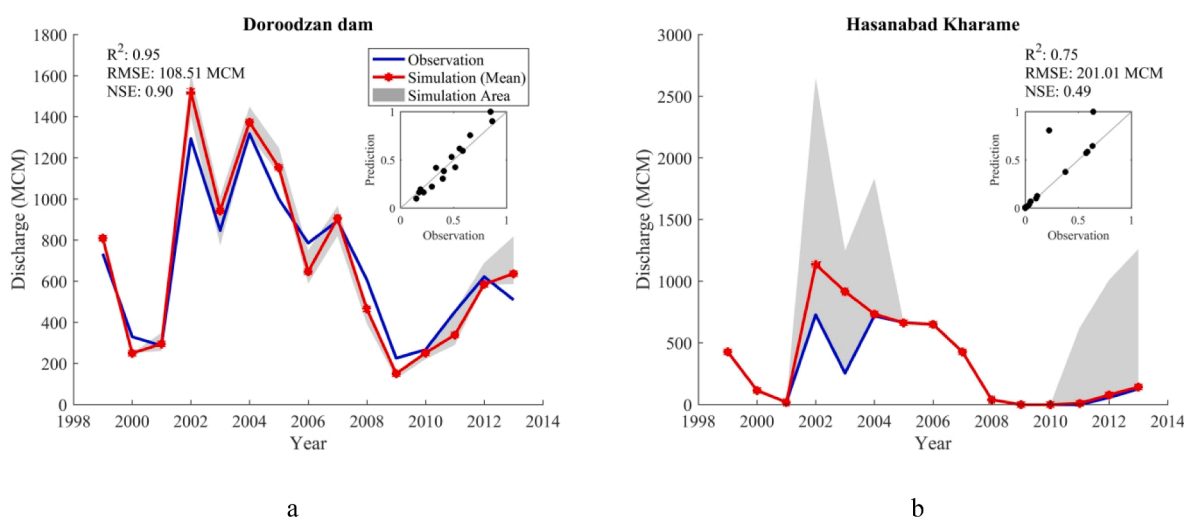 Doroodzan dam
R2: 0.95
RMSE: 108.51 MCM
NSE: 0.90
Observation
Simulation (Mean)
Simulation Area
1800
1600
1400
1200
1000
800
600
400
200
0
Discharge (MCM)
1998 2000 2002 2004 2006 2008 2010 2012 2014
Year
1
0.5
0
Prediction
0 0.5 1
Observation
a
Hasanabad Kharame
R2: 0.75
RMSE: 201.01 MCM
NSE: 0.49
3000
2500
2000
1500
1000
500
0
Discharge (MCM)
1998 2000 2002 2004 2006 2008 2010 2012 2014
Year
1
0.5
0
Prediction
0 0.5 1
Observation
b